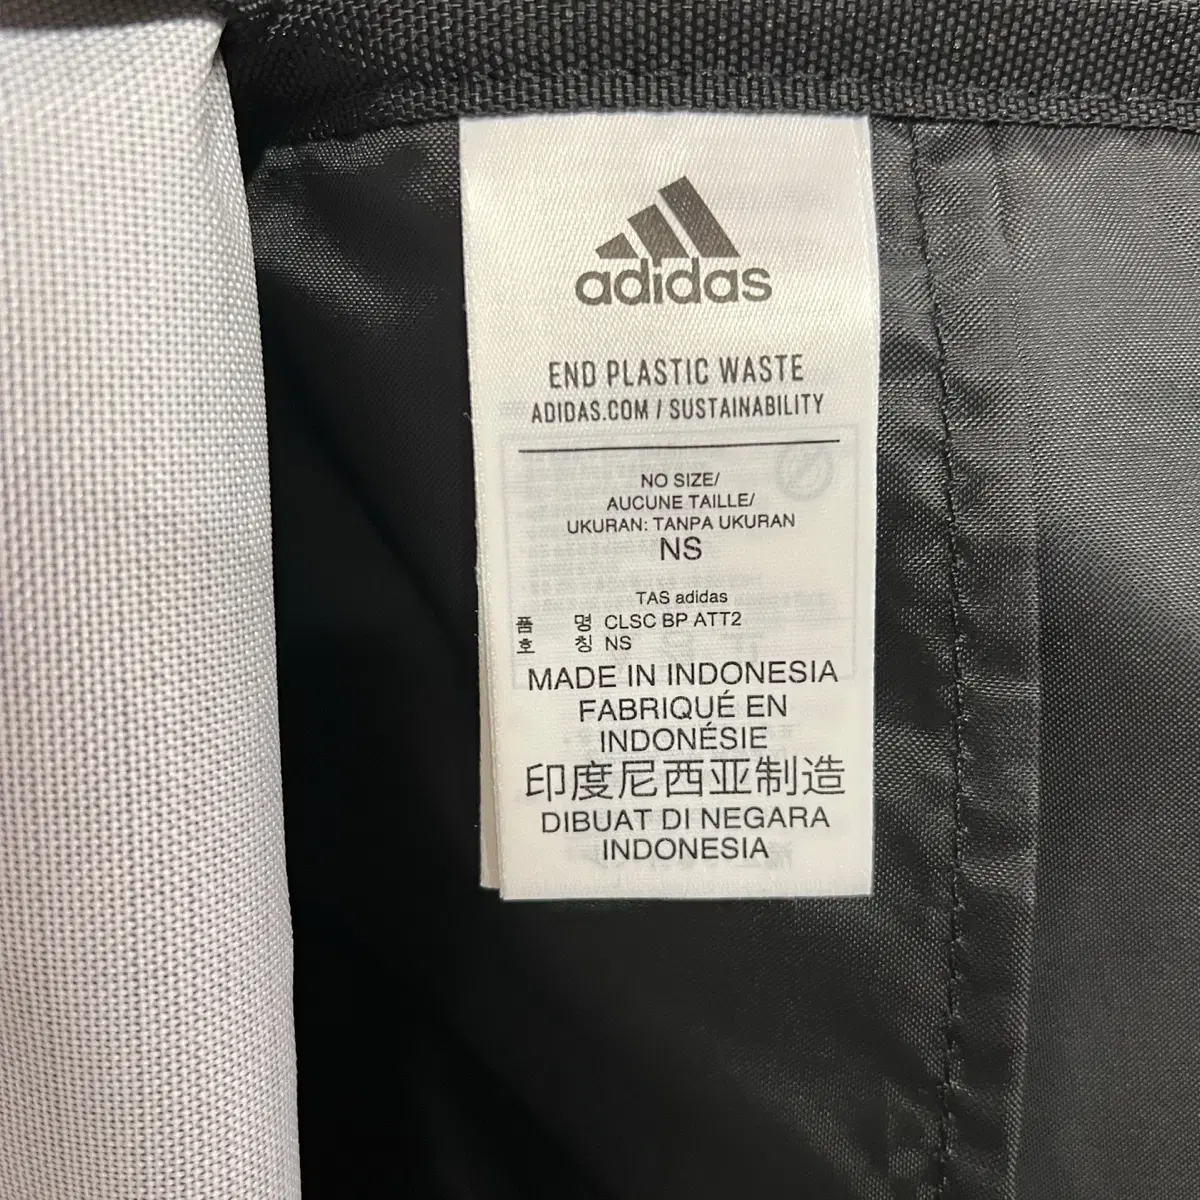 adidas
END PLASTIC WASTE
ADIDAS.COM / SUSTAINABILITY
NO SIZE/
AUCUNE TAILLE/
UKURAN: TANPA UKURAN
NS
TAS adidas
품 명 CLSC BP ATT2
호 칭 NS
MADE IN INDONESIA
FABRIQUÉ EN
INDONÉSIE
印度尼西亚制造
DIBUAT DI NEGARA
INDONESIA